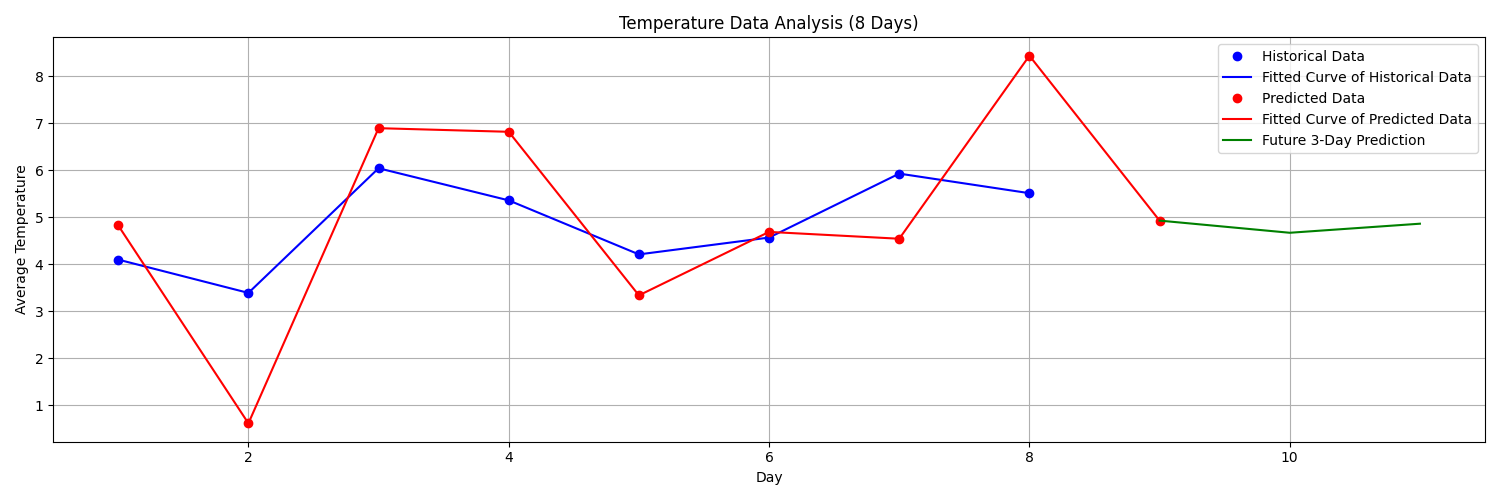 Temperature Data Analysis (8 Days)
Historical Data
Fitted Curve of Historical Data
Predicted Data
Fitted Curve of Predicted Data
Future 3-Day Prediction
Average Temperature
8
7
6
5
4
3
2
1
2
4
6
8
10
Day